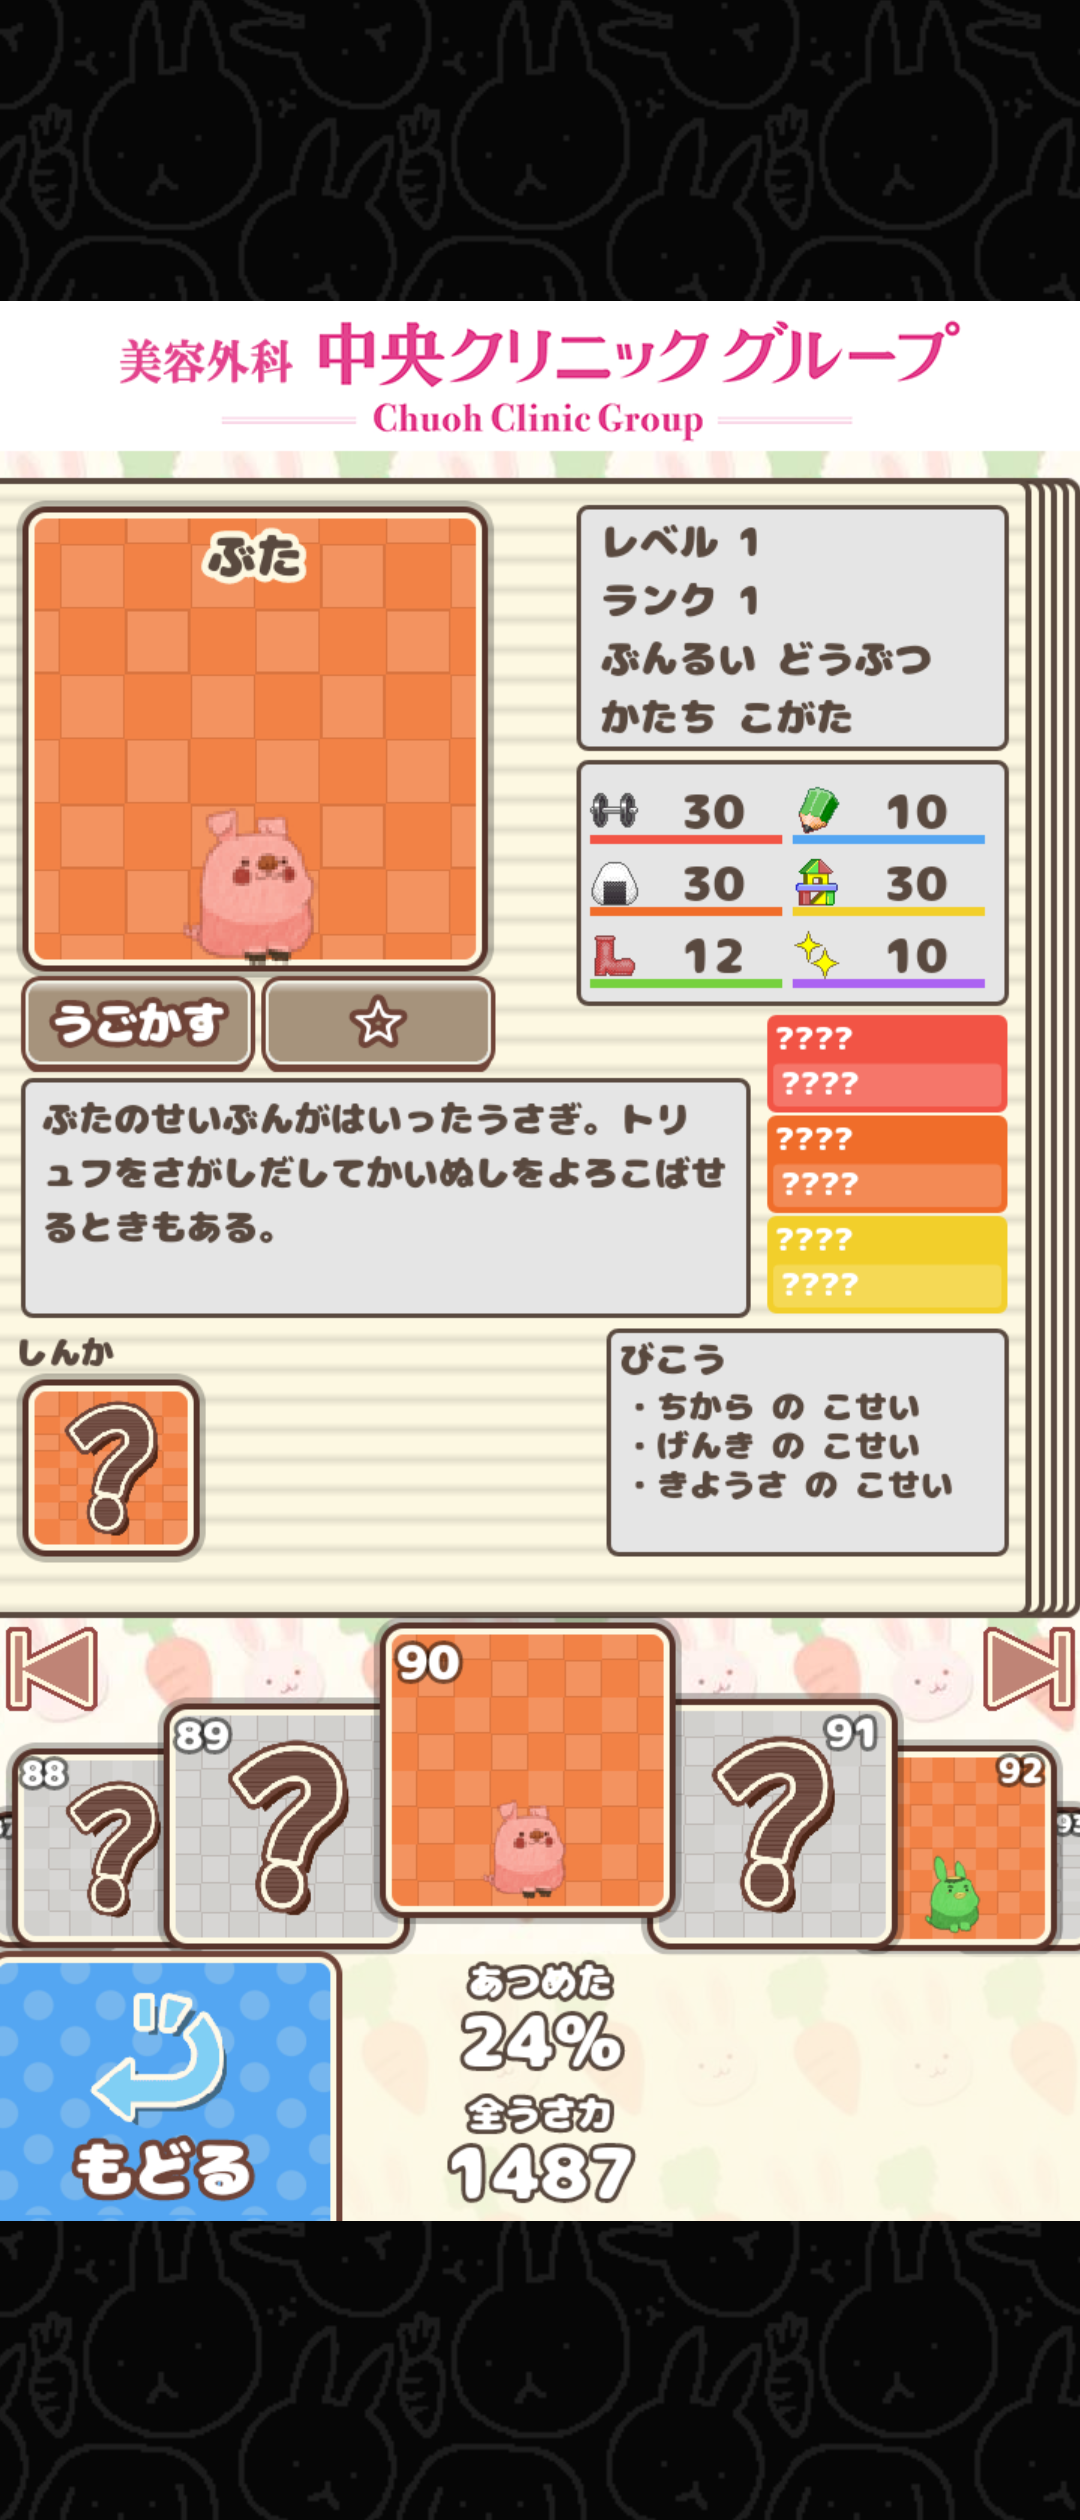 美容外科 中央クリニックグループ
Chuoh Clinic Group
ぶた
レベル 1
ランク 1
ぶんるい どうぶつ
かたち こがた
30 10
30 30
12 10
うごかす ☆
????
????
????
????
????
????
ぶたのせいぶんがはいったうさぎ。トリ
ュフをさがしだしてかいぬしをよろこばせ
るときもある。
しんか
?
びこう
・ちから の こせい
・げんき の こせい
・きようさ の こせい
88 89 90 91 92 93
? ? ?
もどる
あつめた
24%
全うさ力
1487